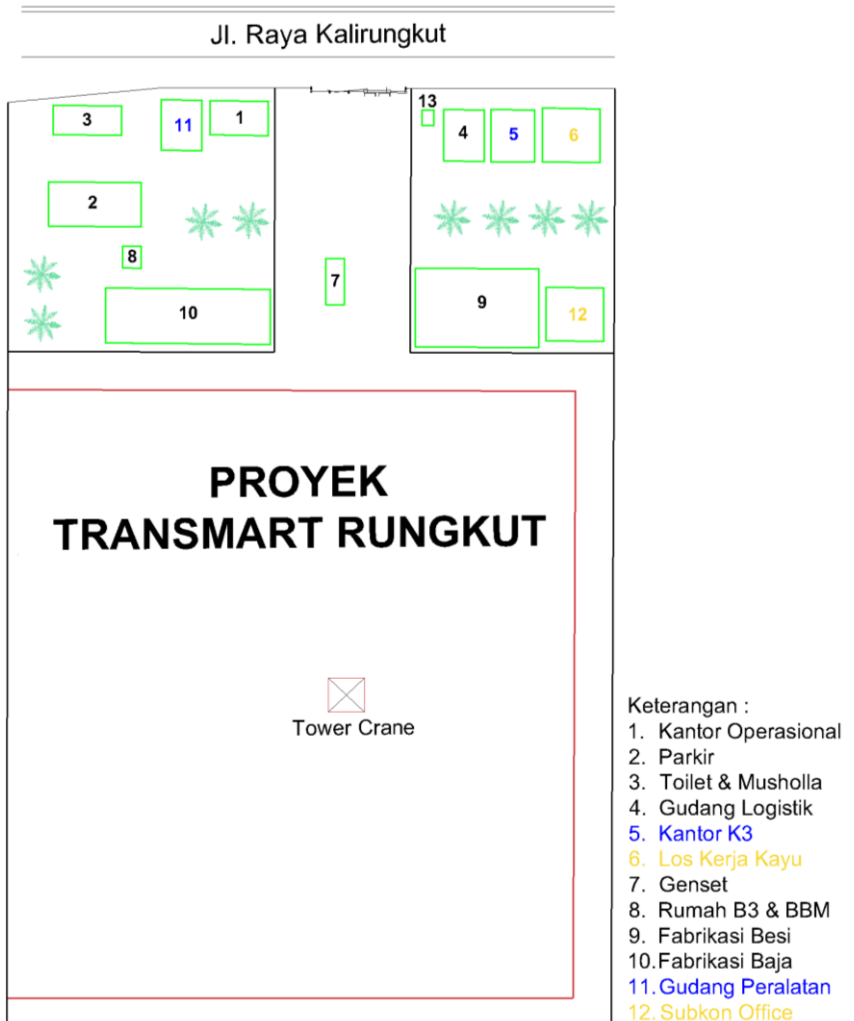 Jl. Raya Kalirungkut
13
3
11
1
4
5
6
2
8
7
10
9
12
PROYEK
TRANSMART RUNGKUT
Tower Crane
Keterangan :
1. Kantor Operasional
2. Parkir
3. Toilet & Musholla
4. Gudang Logistik
5. Kantor K3
6. Los Kerja Kayu
7. Genset
8. Rumah B3 & BBM
9. Fabrikasi Besi
10.Fabrikasi Baja
11.Gudang Peralatan
12. Subkon Office